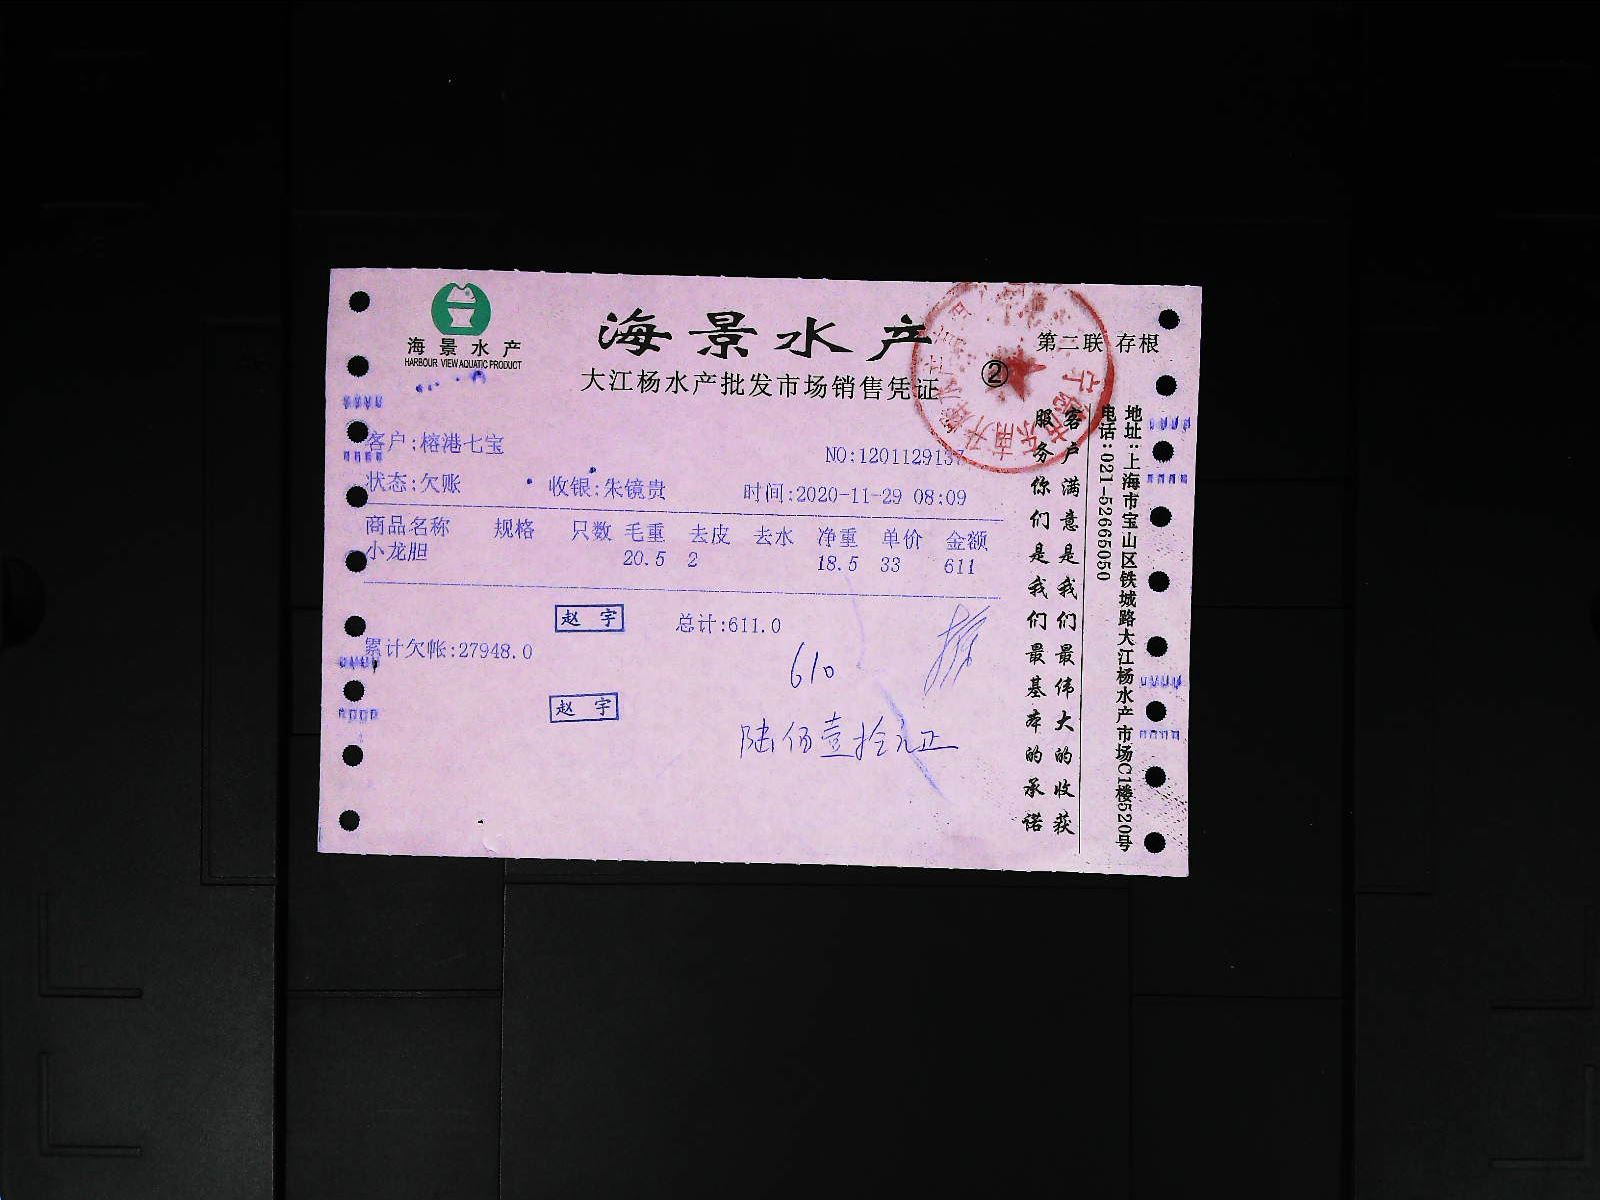 海景水产
HARBOUR VIEW AQUATIC PRODUCT
海景水产
大江杨水产批发市场销售凭证
②
第二联 存根
客户:榕港七宝
NO:1201129137
状态:欠账 收银:朱镜贵 时间:2020-11-29 08:09
商品名称 规格 只数 毛重 去皮 去水 净重 单价 金额
小龙胆 20.5 2 18.5 33 611
赵宇 总计:611.0
累计欠帐:27948.0
610
赵宇
陆佰壹拾元正
客户满意是我们最伟大的收获
服务你们是我们最基本的承诺
地址:上海市宝山区铁城路大江杨水产市场C1楼520号
电话:021-52665050